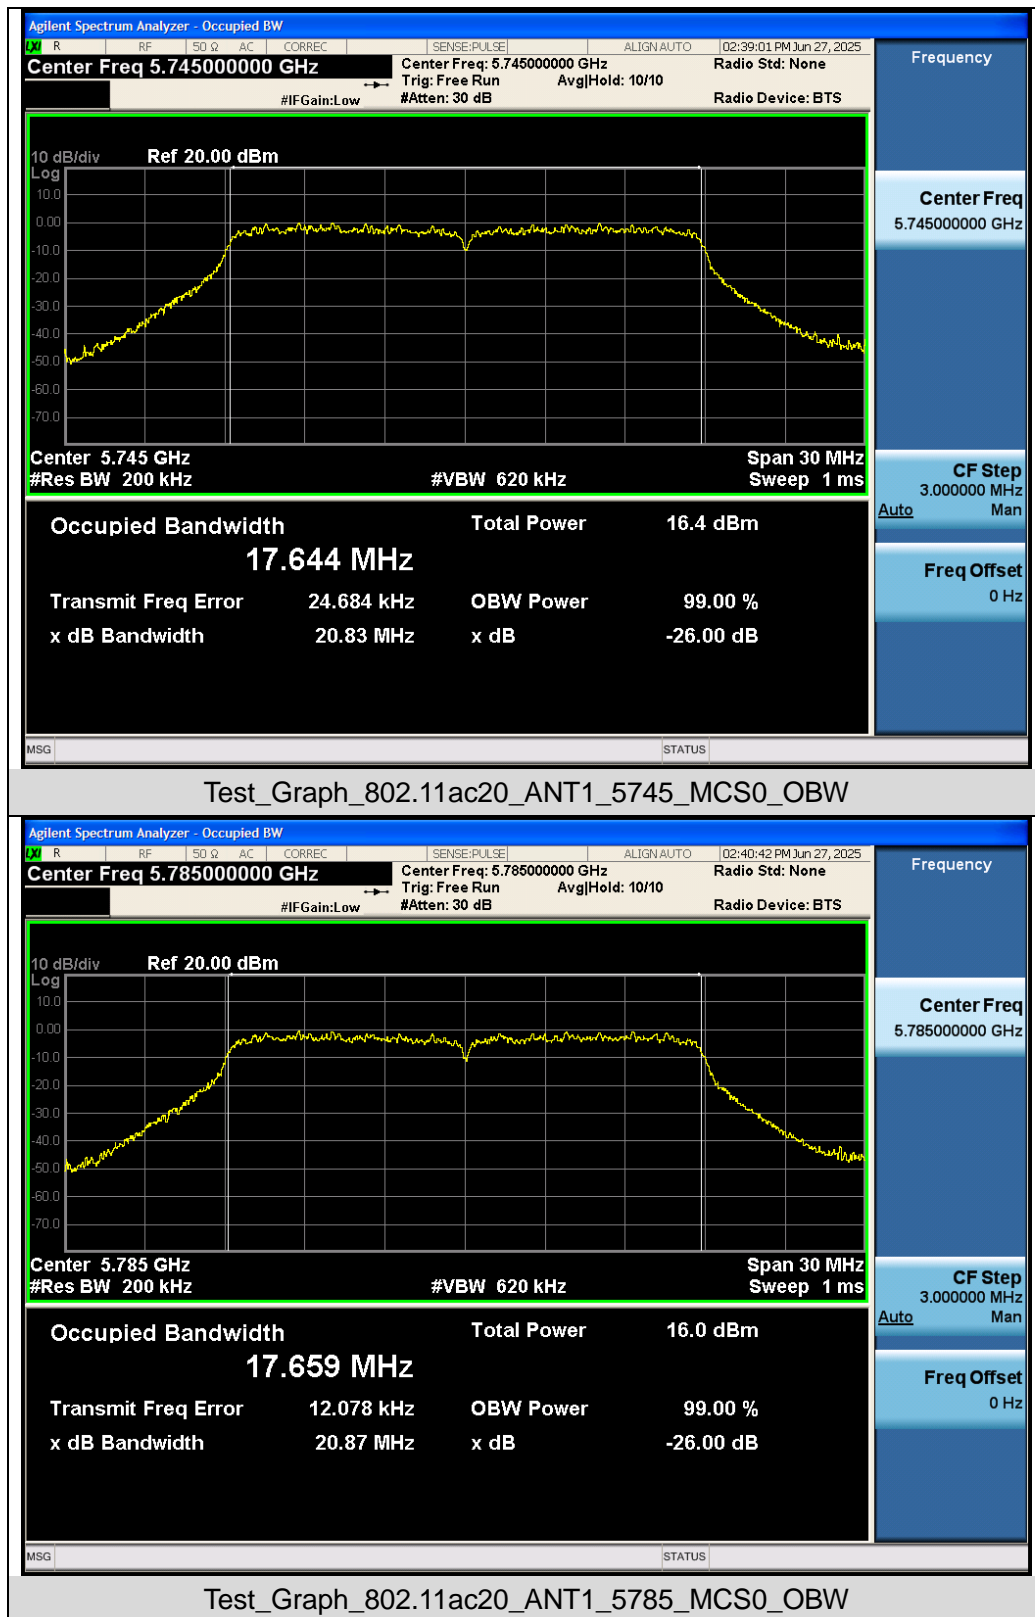 Agilent Spectrum Analyzer - Occupied BW
LXI R RF 50 Ω AC CORREC SENSE:PULSE ALIGN AUTO 02:39:01 PM Jun 27, 2025
Center Freq 5.745000000 GHz
Center Freq: 5.745000000 GHz Radio Std: None
Trig: Free Run Avg|Hold: 10/10
#IFGain:Low #Atten: 30 dB Radio Device: BTS
10 dB/div Ref 20.00 dBm
Log
10.0
0.00
-10.0
-20.0
-30.0
-40.0
-50.0
-60.0
-70.0
Center 5.745 GHz Span 30 MHz
#Res BW 200 kHz #VBW 620 kHz Sweep 1 ms
Occupied Bandwidth Total Power 16.4 dBm
17.644 MHz
Transmit Freq Error 24.684 kHz OBW Power 99.00 %
x dB Bandwidth 20.83 MHz x dB -26.00 dB
MSG STATUS
Frequency
Center Freq
5.745000000 GHz
CF Step
3.000000 MHz
Auto Man
Freq Offset
0 Hz
Test_Graph_802.11ac20_ANT1_5745_MCS0_OBW
Agilent Spectrum Analyzer - Occupied BW
LXI R RF 50 Ω AC CORREC SENSE:PULSE ALIGN AUTO 02:40:42 PM Jun 27, 2025
Center Freq 5.785000000 GHz
Center Freq: 5.785000000 GHz Radio Std: None
Trig: Free Run Avg|Hold: 10/10
#IFGain:Low #Atten: 30 dB Radio Device: BTS
10 dB/div Ref 20.00 dBm
Log
10.0
0.00
-10.0
-20.0
-30.0
-40.0
-50.0
-60.0
-70.0
Center 5.785 GHz Span 30 MHz
#Res BW 200 kHz #VBW 620 kHz Sweep 1 ms
Occupied Bandwidth Total Power 16.0 dBm
17.659 MHz
Transmit Freq Error 12.078 kHz OBW Power 99.00 %
x dB Bandwidth 20.87 MHz x dB -26.00 dB
MSG STATUS
Frequency
Center Freq
5.785000000 GHz
CF Step
3.000000 MHz
Auto Man
Freq Offset
0 Hz
Test_Graph_802.11ac20_ANT1_5785_MCS0_OBW